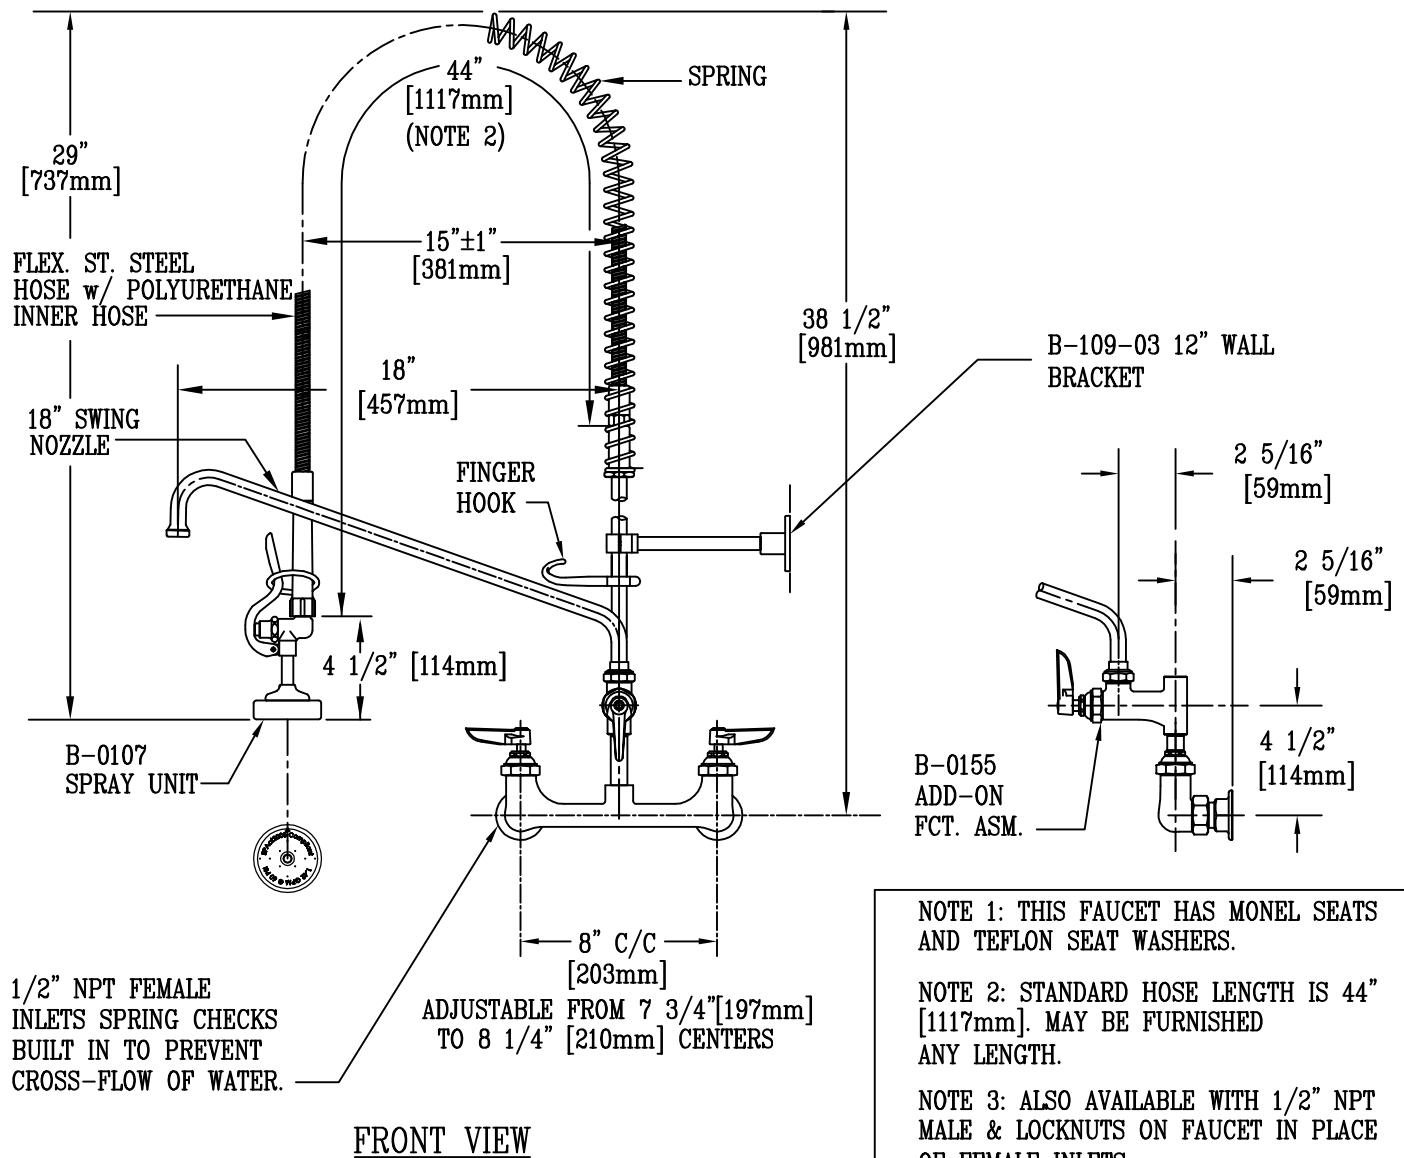 44"
[1117mm]
(NOTE 2)
SPRING
29"
[737mm]
15"±1"
[381mm]
FLEX. ST. STEEL
HOSE w/ POLYURETHANE
INNER HOSE
38 1/2"
[981mm]
B-109-03 12" WALL
BRACKET
18"
[457mm]
18" SWING
NOZZLE
FINGER
HOOK
2 5/16"
[59mm]
2 5/16"
[59mm]
4 1/2" [114mm]
B-0107
SPRAY UNIT
B-0155
ADD-ON
FCT. ASM.
4 1/2"
[114mm]
8" C/C
[203mm]
ADJUSTABLE FROM 7 3/4"[197mm]
TO 8 1/4" [210mm] CENTERS
1/2" NPT FEMALE
INLETS SPRING CHECKS
BUILT IN TO PREVENT
CROSS-FLOW OF WATER.
FRONT VIEW
NOTE 1: THIS FAUCET HAS MONEL SEATS
AND TEFLON SEAT WASHERS.
NOTE 2: STANDARD HOSE LENGTH IS 44"
[1117mm]. MAY BE FURNISHED
ANY LENGTH.
NOTE 3: ALSO AVAILABLE WITH 1/2" NPT
MALE & LOCKNUTS ON FAUCET IN PLACE
OF FEMALE INLETS